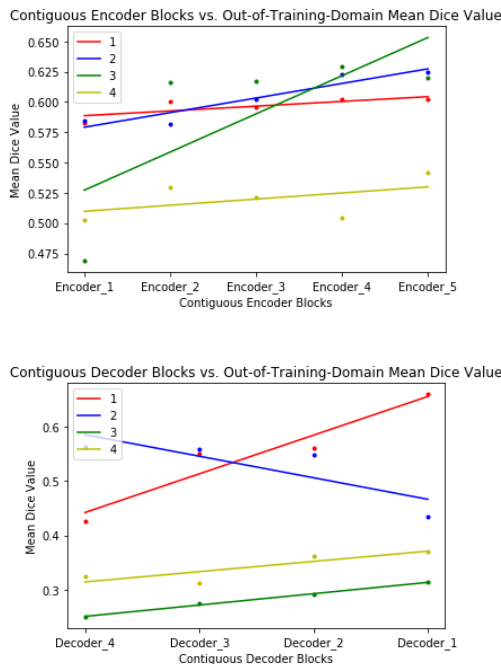 Contiguous Encoder Blocks vs. Out-of-Training-Domain Mean Dice Value
0.650
0.625
0.600
0.575
0.550
0.525
0.500
0.475
Mean Dice Value
1
2
3
4
Encoder_1 Encoder_2 Encoder_3 Encoder_4 Encoder_5
Contiguous Encoder Blocks
Contiguous Decoder Blocks vs. Out-of-Training-Domain Mean Dice Value
0.6
0.5
0.4
0.3
Mean Dice Value
1
2
3
4
Decoder_4 Decoder_3 Decoder_2 Decoder_1
Contiguous Decoder Blocks